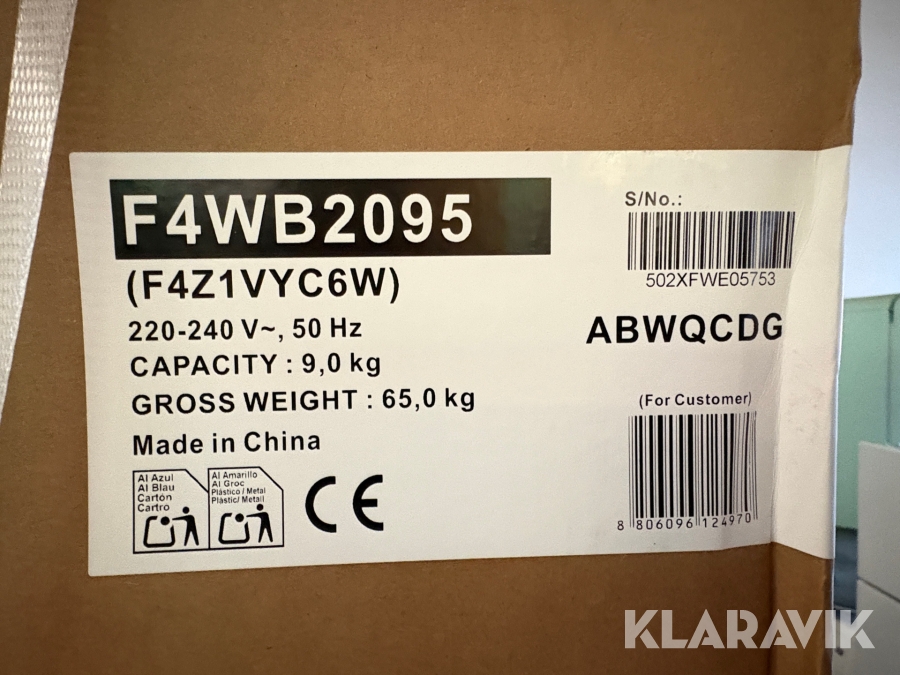 F4WB2095
(F4Z1VYC6W)
220-240 V~, 50 Hz
CAPACITY : 9,0 kg
GROSS WEIGHT : 65,0 kg
Made in China
Al Azul
Al Blau
Cartón
Cartro
Al Amarillo
Al Groc
Plástico / Metal
Plàstic/ Metall
S/No.:
502XFWE05753
ABWQCDG
(For Customer)
8 806096 124970
KLARAVIK